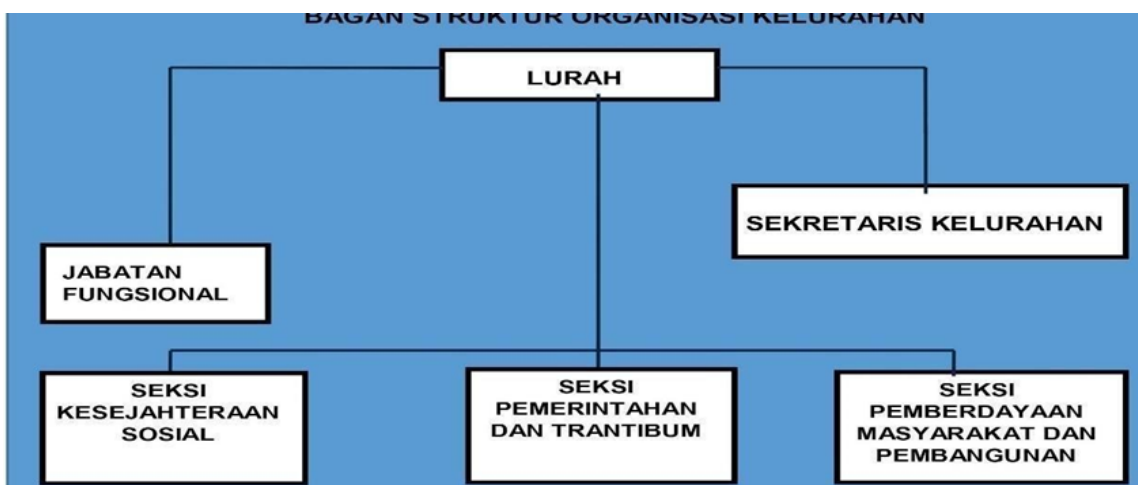 BAGAN STRUKTUR ORGANISASI KELURAHAN
LURAH
SEKRETARIS KELURAHAN
JABATAN
FUNGSIONAL
SEKSI
KESEJAHTERAAN
SOSIAL
SEKSI
PEMERINTAHAN
DAN TRANTIBUM
SEKSI
PEMBERDAYAAN
MASYARAKAT DAN
PEMBANGUNAN